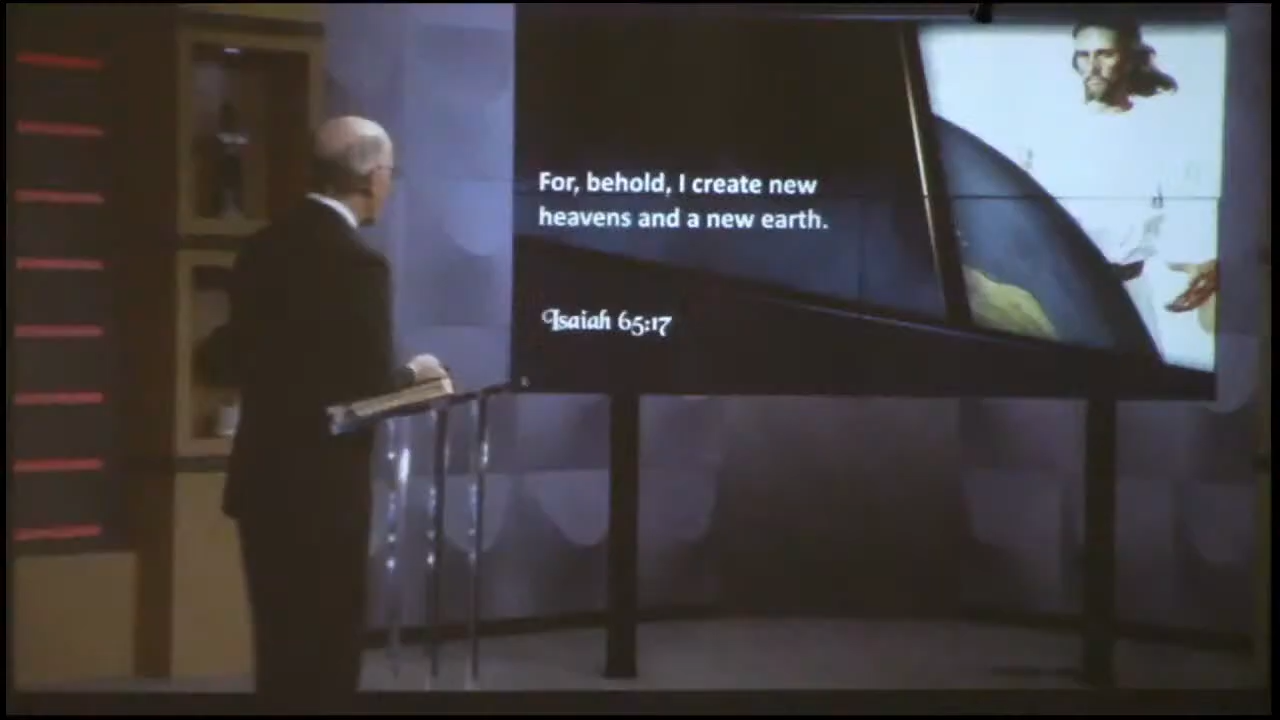 For, behold, I create new
heavens and a new earth.
Isaiah 65:17